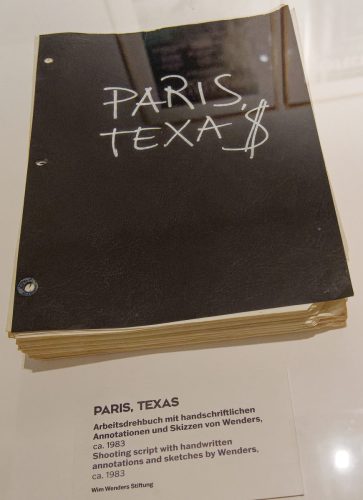 PARIS,
TEXA$
PARIS, TEXAS
Arbeitsdrehbuch mit handschriftlichen
Annotationen und Skizzen von Wenders,
ca. 1983
Shooting script with handwritten
annotations and sketches by Wenders,
ca. 1983
Wim Wenders Stiftung